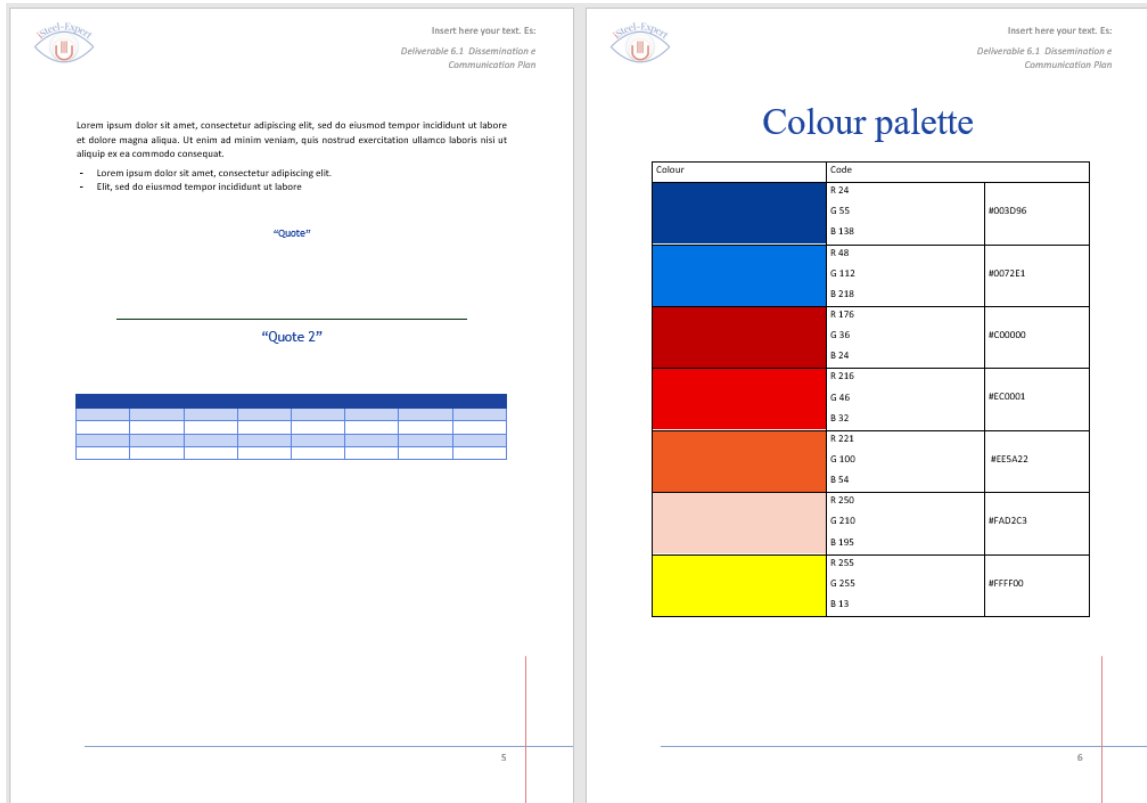 iSteel-Expert
Insert here your text. Es:
Deliverable 6.1 Dissemination e
Communication Plan
Lorem ipsum dolor sit amet, consectetur adipiscing elit, sed do eiusmod tempor incididunt ut labore
et dolore magna aliqua. Ut enim ad minim veniam, quis nostrud exercitation ullamco laboris nisi ut
aliquip ex ea commodo consequat.
- Lorem ipsum dolor sit amet, consectetur adipiscing elit.
- Elit, sed do eiusmod tempor incididunt ut labore
“Quote”
“Quote 2”
5
iSteel-Expert
Insert here your text. Es:
Deliverable 6.1 Dissemination e
Communication Plan
Colour palette
Colour Code
R 24
G 55 #003D96
B 138
R 48
G 112 #0072E1
B 218
R 176
G 36 #C00000
B 24
R 216
G 46 #EC0001
B 32
R 221
G 100 #EE5A22
B 54
R 250
G 210 #FAD2C3
B 195
R 255
G 255 #FFFF00
B 13
6